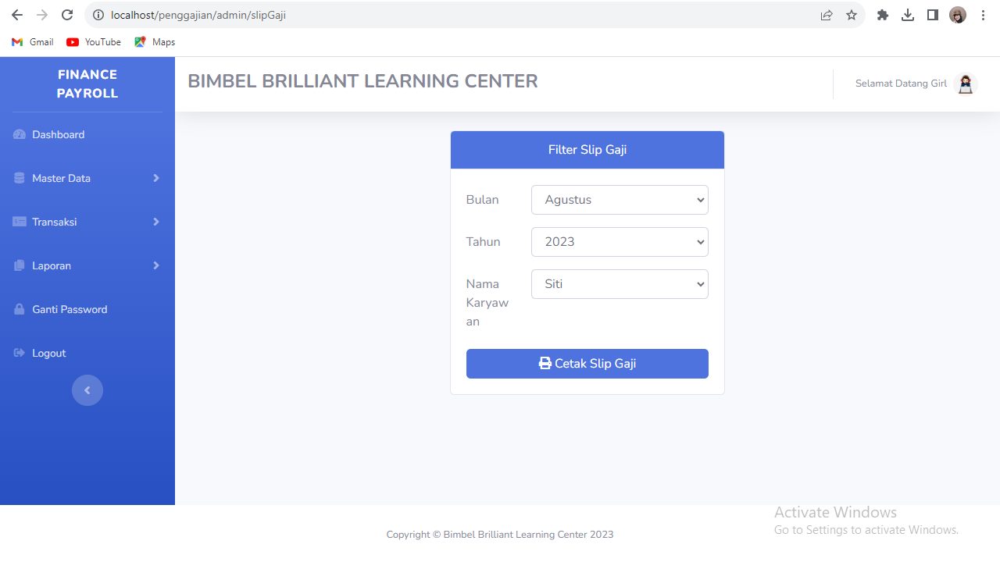 localhost/penggajian/admin/slipGaji
Gmail YouTube Maps
FINANCE
PAYROLL
BIMBEL BRILLIANT LEARNING CENTER
Selamat Datang Girl
Dashboard
Master Data
Transaksi
Laporan
Ganti Password
Logout
Filter Slip Gaji
Bulan Agustus
Tahun 2023
Nama Siti
Karyaw
an
Cetak Slip Gaji
Activate Windows
Go to Settings to activate Windows.
Copyright © Bimbel Brilliant Learning Center 2023